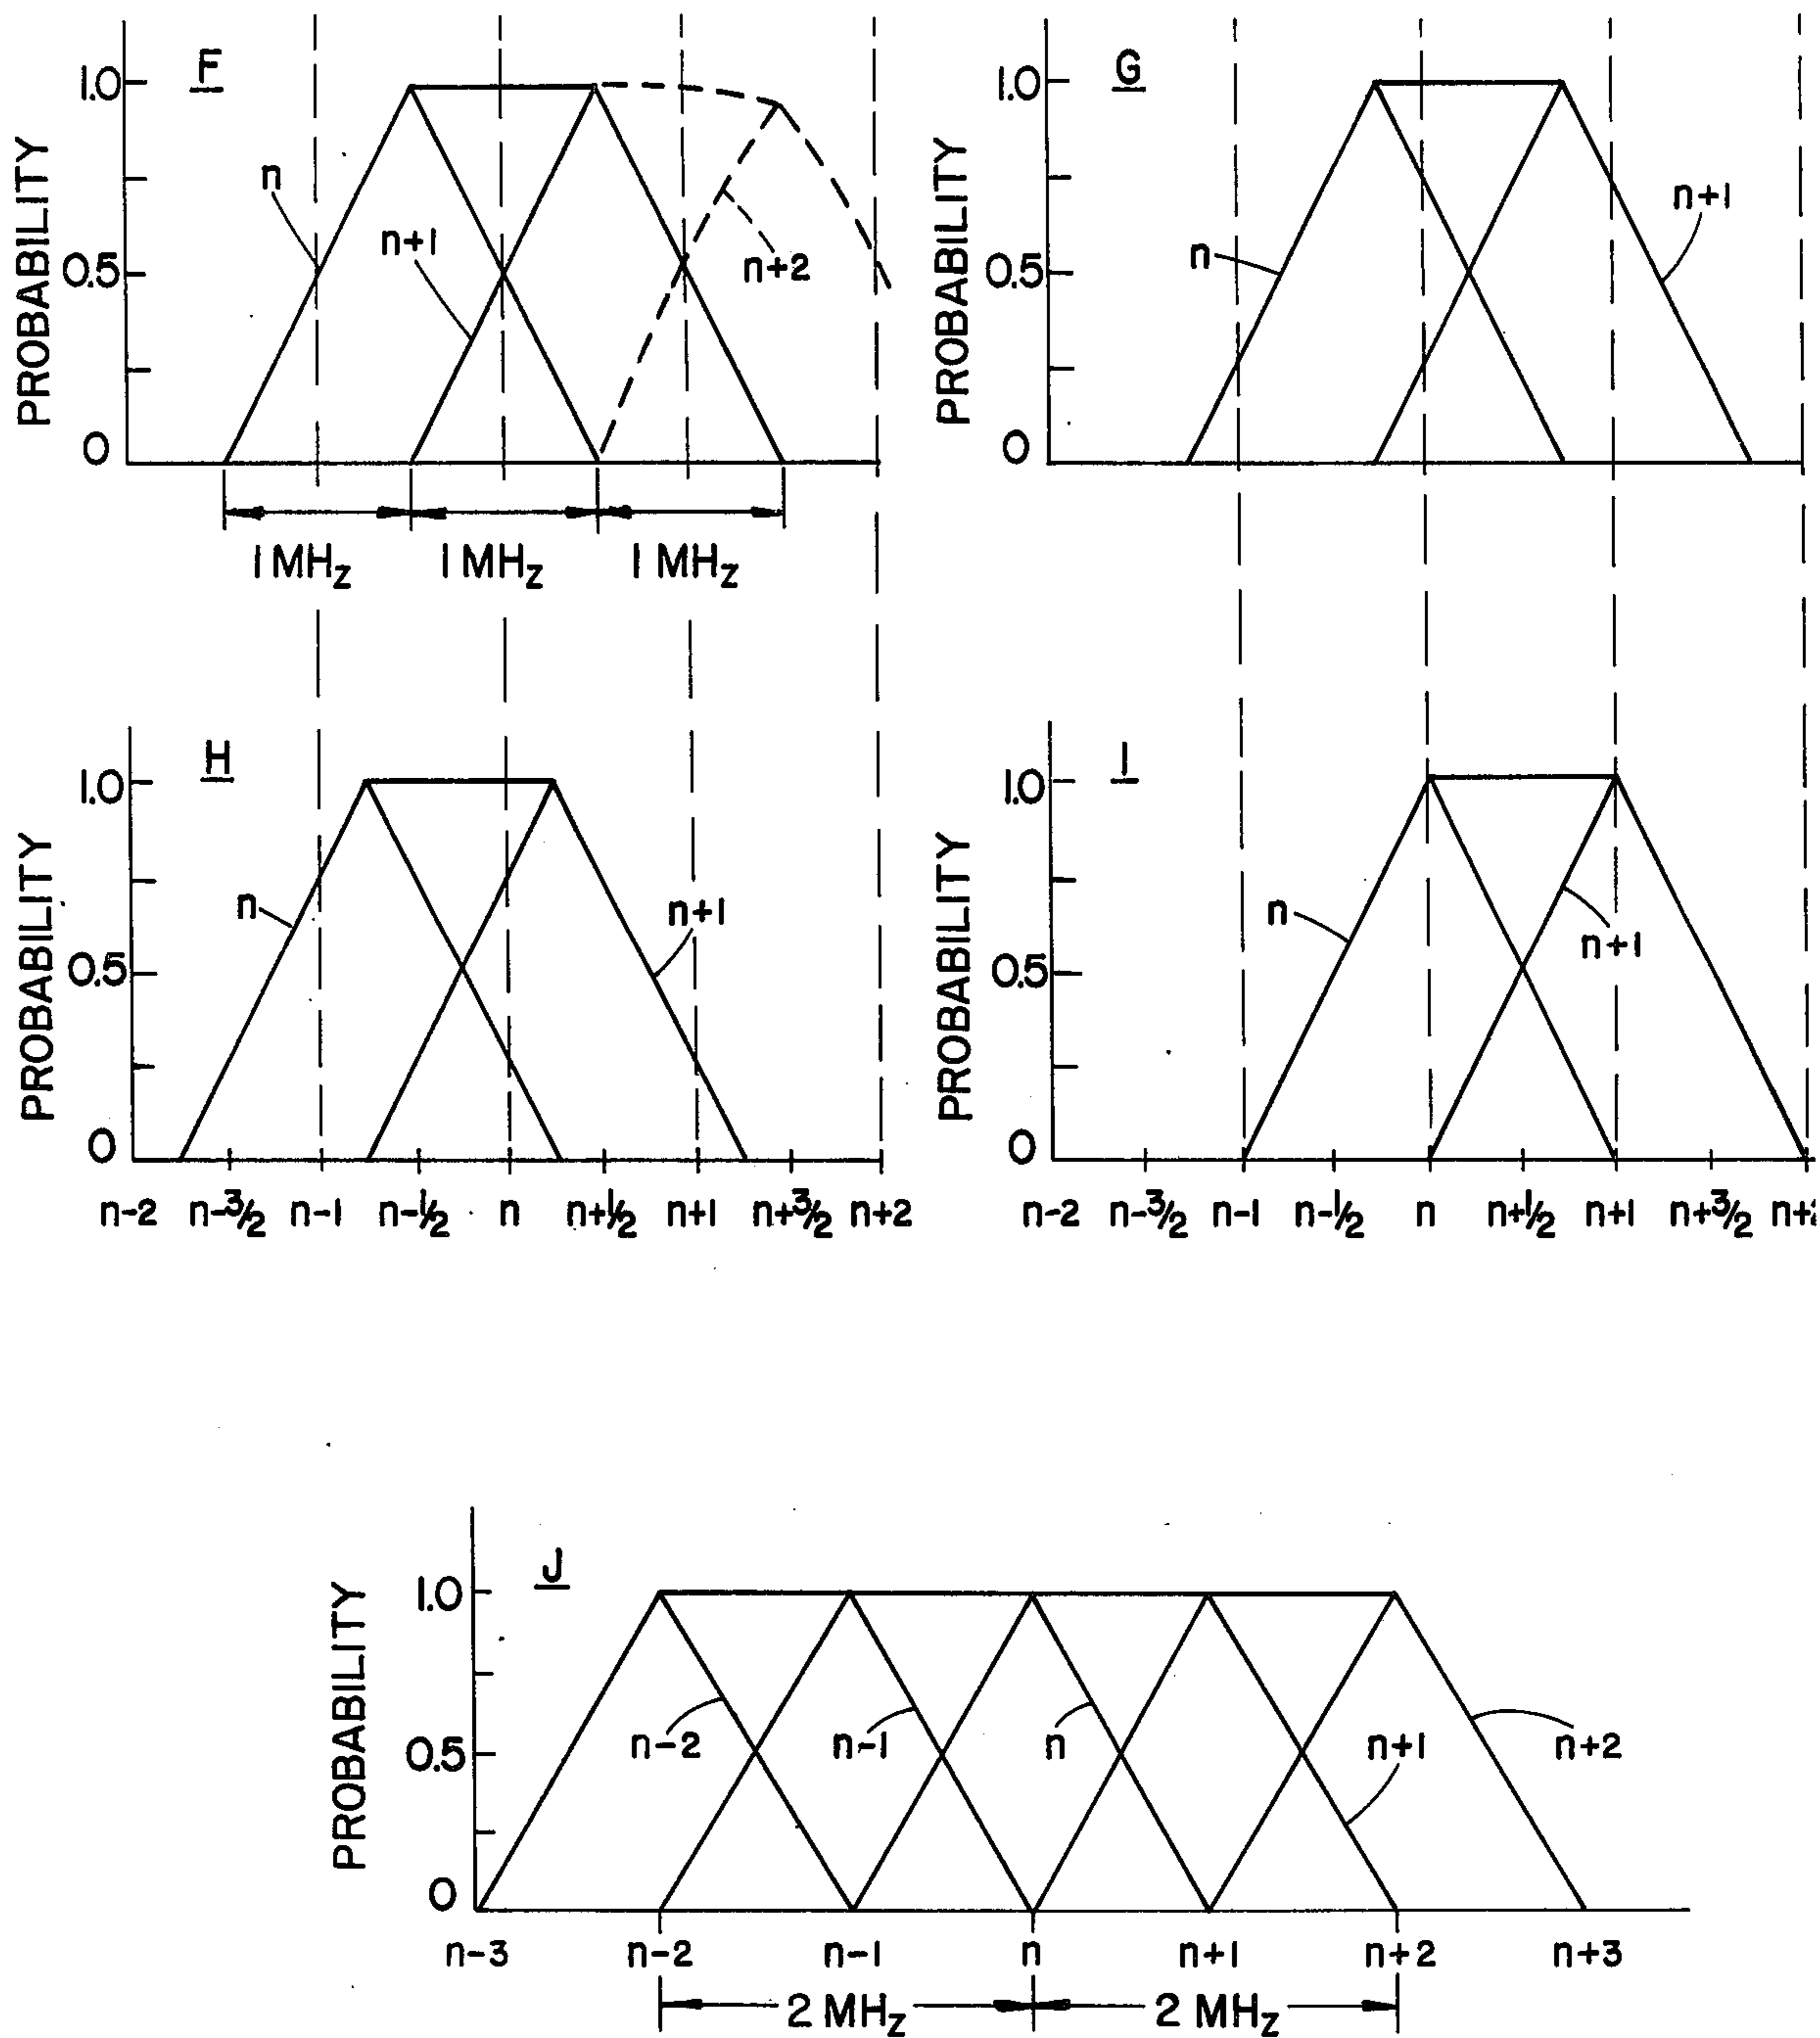 F
PROBABILITY
1.0
0.5
0
n
n+1
n+2
1 MHz
1 MHz
1 MHz
G
PROBABILITY
1.0
0.5
0
n
n+1
H
PROBABILITY
1.0
0.5
0
n
n+1
n-2 n-3/2 n-1 n-1/2 n n+1/2 n+1 n+3/2 n+2
I
PROBABILITY
1.0
0.5
0
n
n+1
n-2 n-3/2 n-1 n-1/2 n n+1/2 n+1 n+3/2
J
PROBABILITY
1.0
0.5
0
n-2
n-1
n
n+1
n+2
n-3 n-2 n-1 n n+1 n+2 n+3
2 MHz
2 MHz